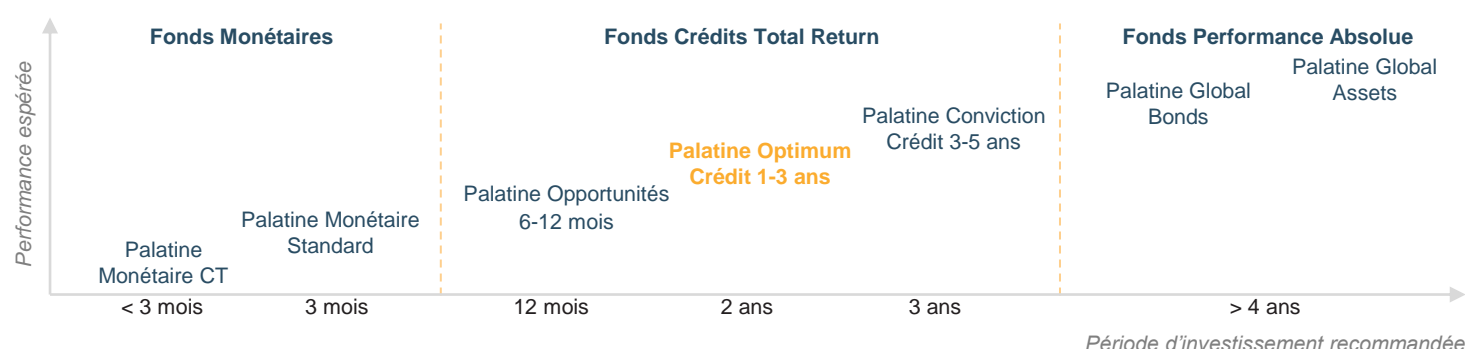 Fonds Monétaires
Fonds Crédits Total Return
Fonds Performance Absolue
Performance espérée
Palatine
Monétaire CT
Palatine Monétaire
Standard
Palatine Opportunités
6-12 mois
Palatine Optimum
Crédit 1-3 ans
Palatine Conviction
Crédit 3-5 ans
Palatine Global
Bonds
Palatine Global
Assets
< 3 mois
3 mois
12 mois
2 ans
3 ans
> 4 ans
Période d'investissement recommandée